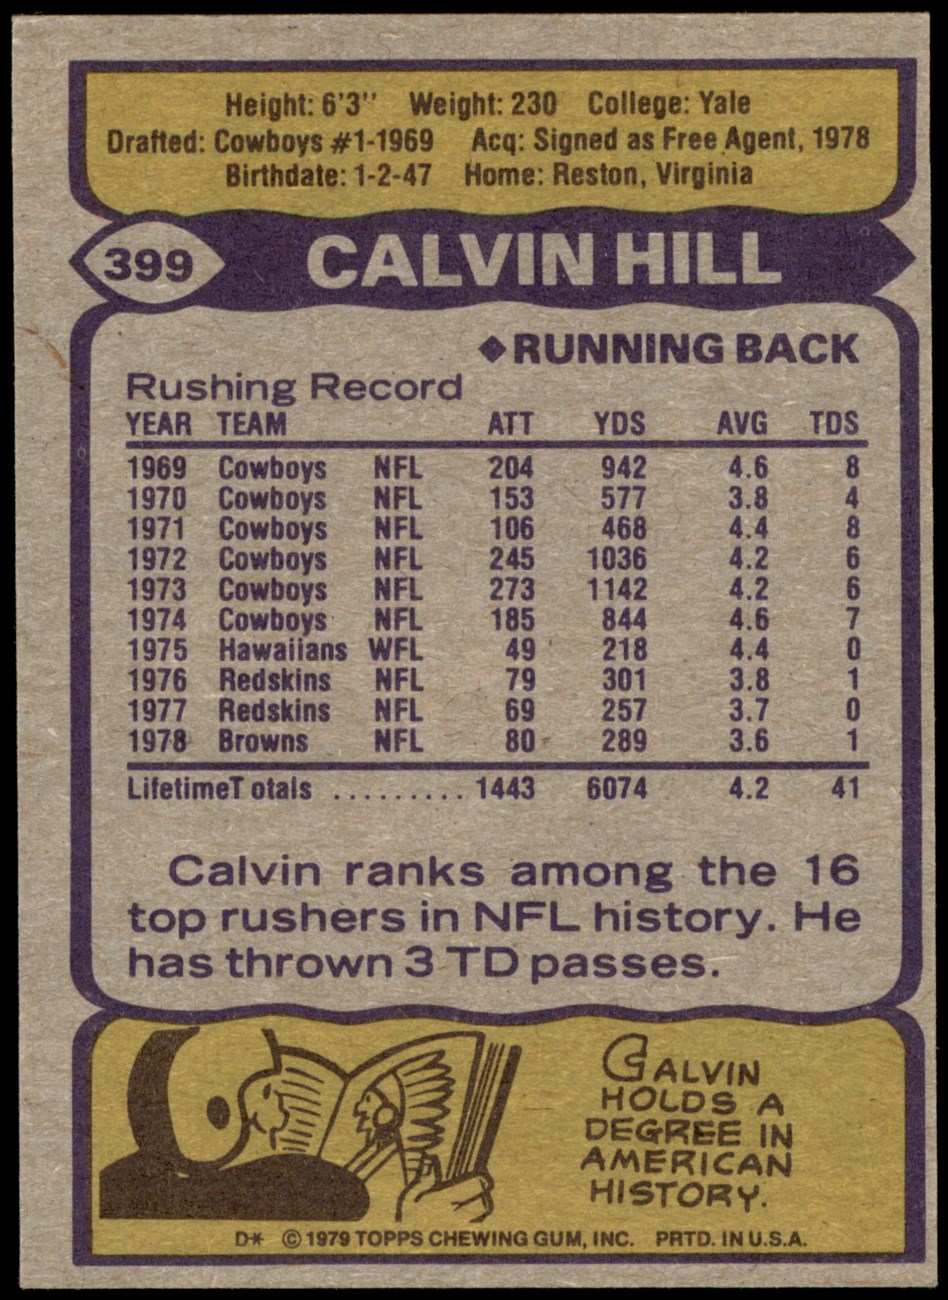 Height: 6'3'' Weight: 230 College: Yale
Drafted: Cowboys #1-1969 Acq: Signed as Free Agent, 1978
Birthdate: 1-2-47 Home: Reston, Virginia
399 CALVIN HILL
◆RUNNING BACK
Rushing Record
YEAR TEAM ATT YDS AVG TDS
1969 Cowboys NFL 204 942 4.6 8
1970 Cowboys NFL 153 577 3.8 4
1971 Cowboys NFL 106 468 4.4 8
1972 Cowboys NFL 245 1036 4.2 6
1973 Cowboys NFL 273 1142 4.2 6
1974 Cowboys NFL 185 844 4.6 7
1975 Hawaiians WFL 49 218 4.4 0
1976 Redskins NFL 79 301 3.8 1
1977 Redskins NFL 69 257 3.7 0
1978 Browns NFL 80 289 3.6 1
LifetimeTotals ......... 1443 6074 4.2 41
Calvin ranks among the 16
top rushers in NFL history. He
has thrown 3 TD passes.
CALVIN
HOLDS A
DEGREE IN
AMERICAN
HISTORY.
D* © 1979 TOPPS CHEWING GUM, INC. PRTD. IN U.S.A.